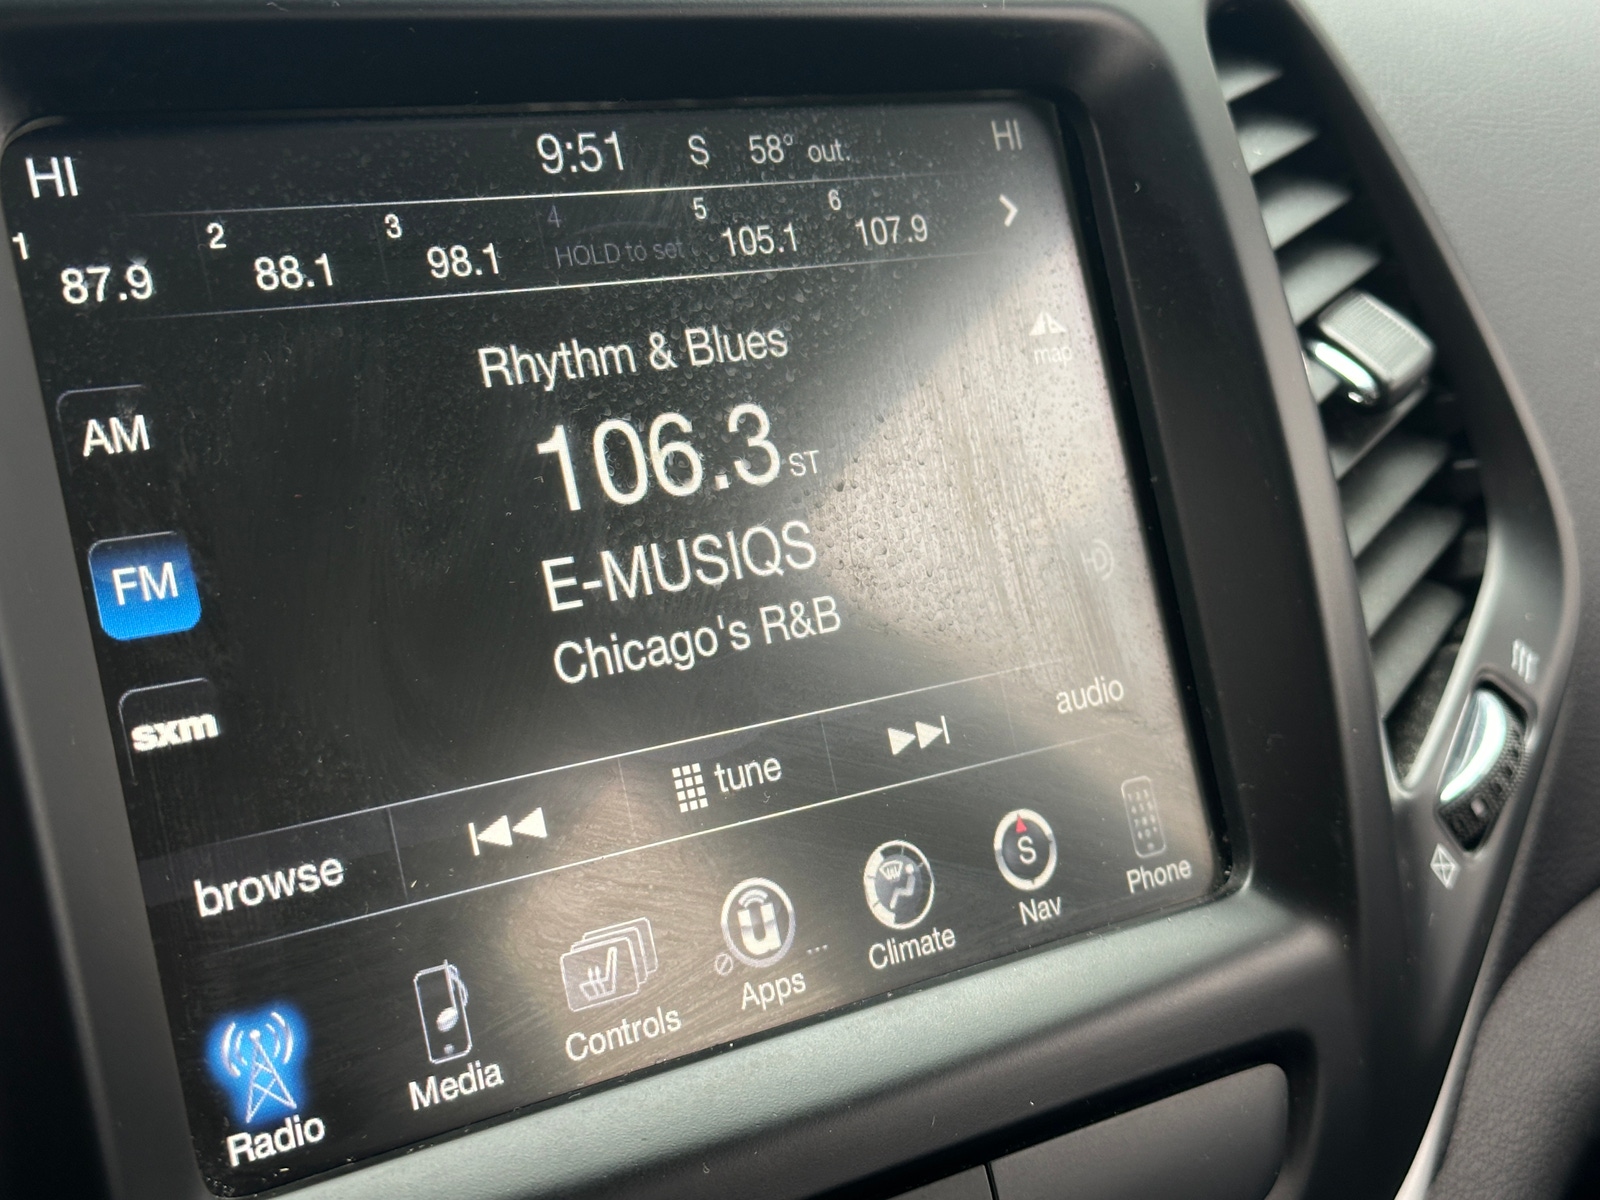 HI 9:51 S 58° out. HI
1 87.9 2 88.1 3 98.1 4 HOLD to set 5 105.1 6 107.9
Rhythm & Blues
map
AM
106.3 ST
FM
E-MUSIQS
Chicago's R&B
sxm
browse tune audio
Radio Media Controls Apps ... Climate S Nav Phone